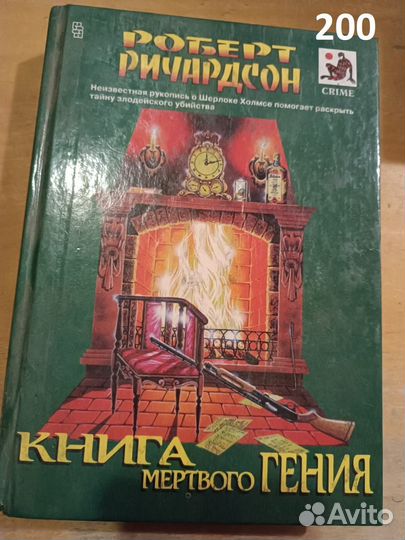 200
РОБЕРТ
РИЧАРДСОН
CRIME
Неизвестная рукопись о Шерлоке Холмсе помогает раскрыть
тайну злодейского убийства
КНИГА
МЕРТВОГО ГЕНИЯ
Avito